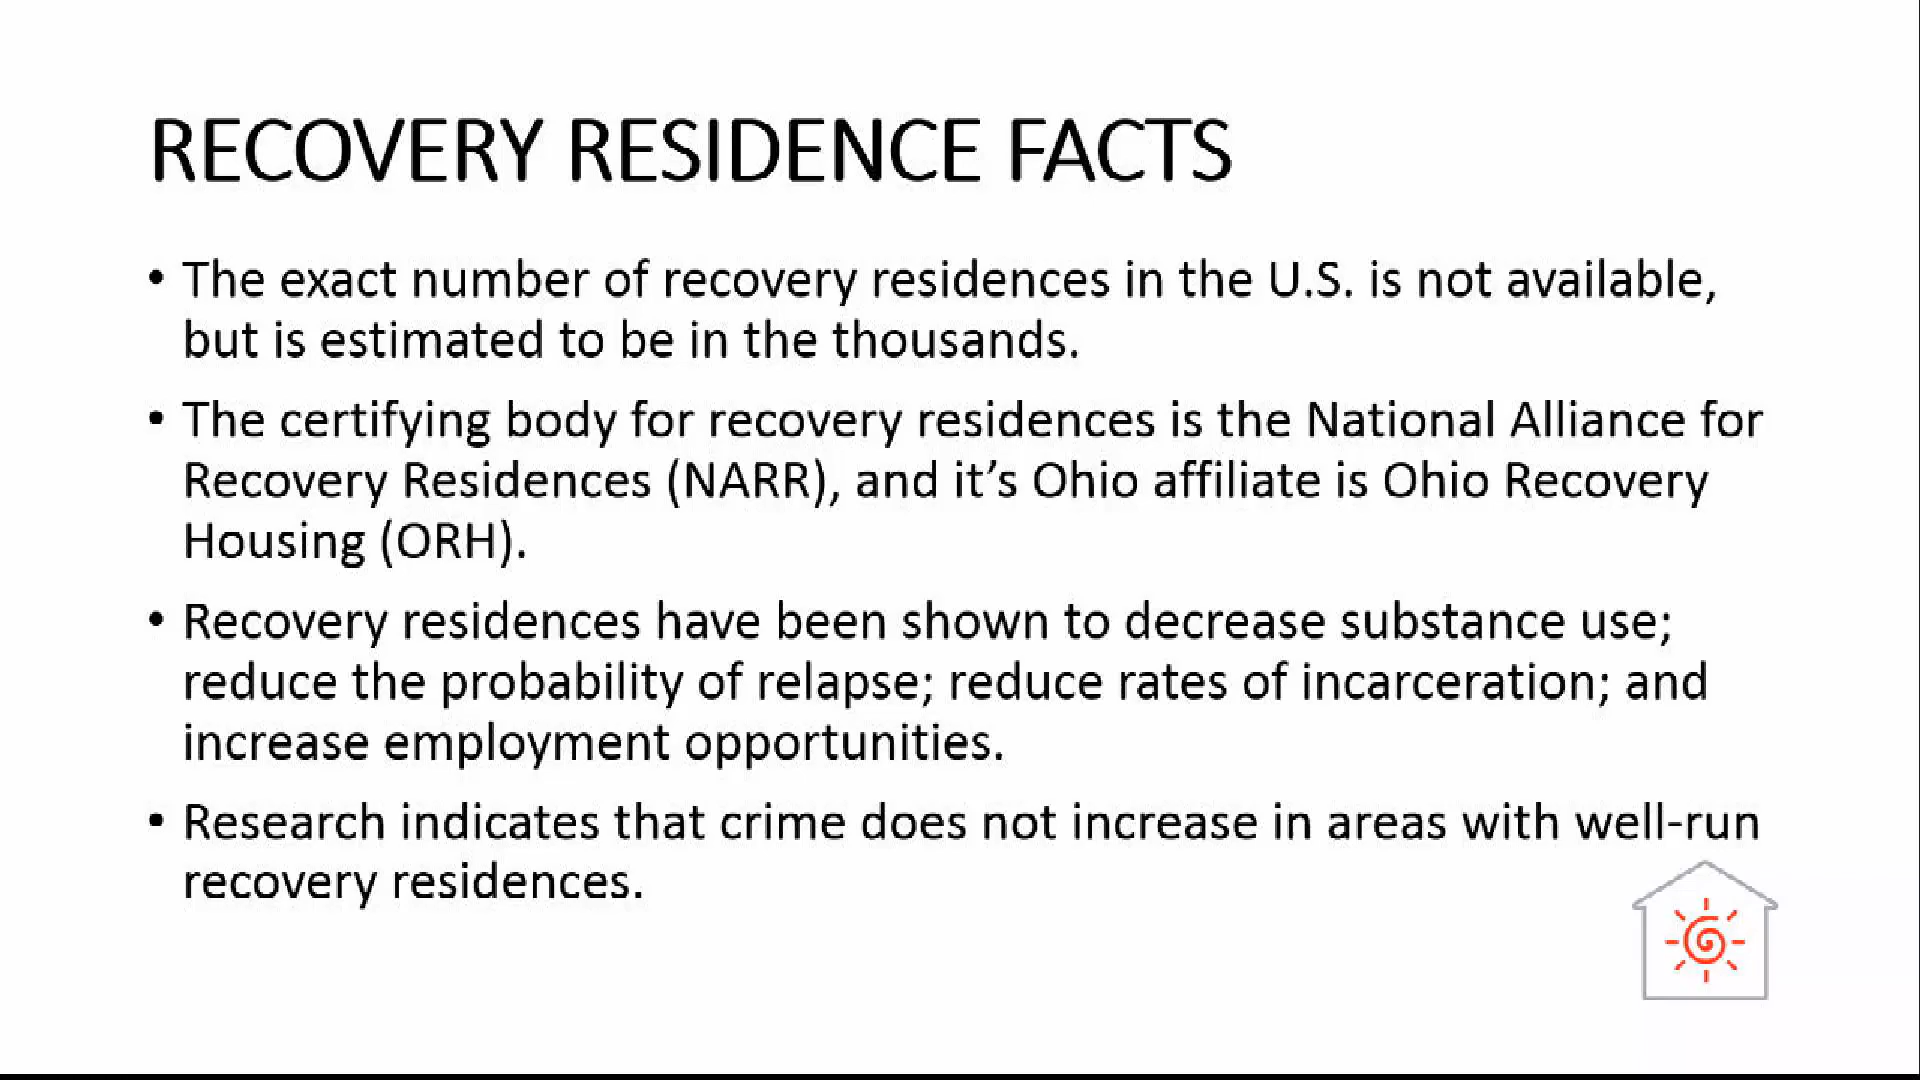 RECOVERY RESIDENCE FACTS
• The exact number of recovery residences in the U.S. is not available,
but is estimated to be in the thousands.
• The certifying body for recovery residences is the National Alliance for
Recovery Residences (NARR), and it’s Ohio affiliate is Ohio Recovery
Housing (ORH).
• Recovery residences have been shown to decrease substance use;
reduce the probability of relapse; reduce rates of incarceration; and
increase employment opportunities.
• Research indicates that crime does not increase in areas with well-run
recovery residences.